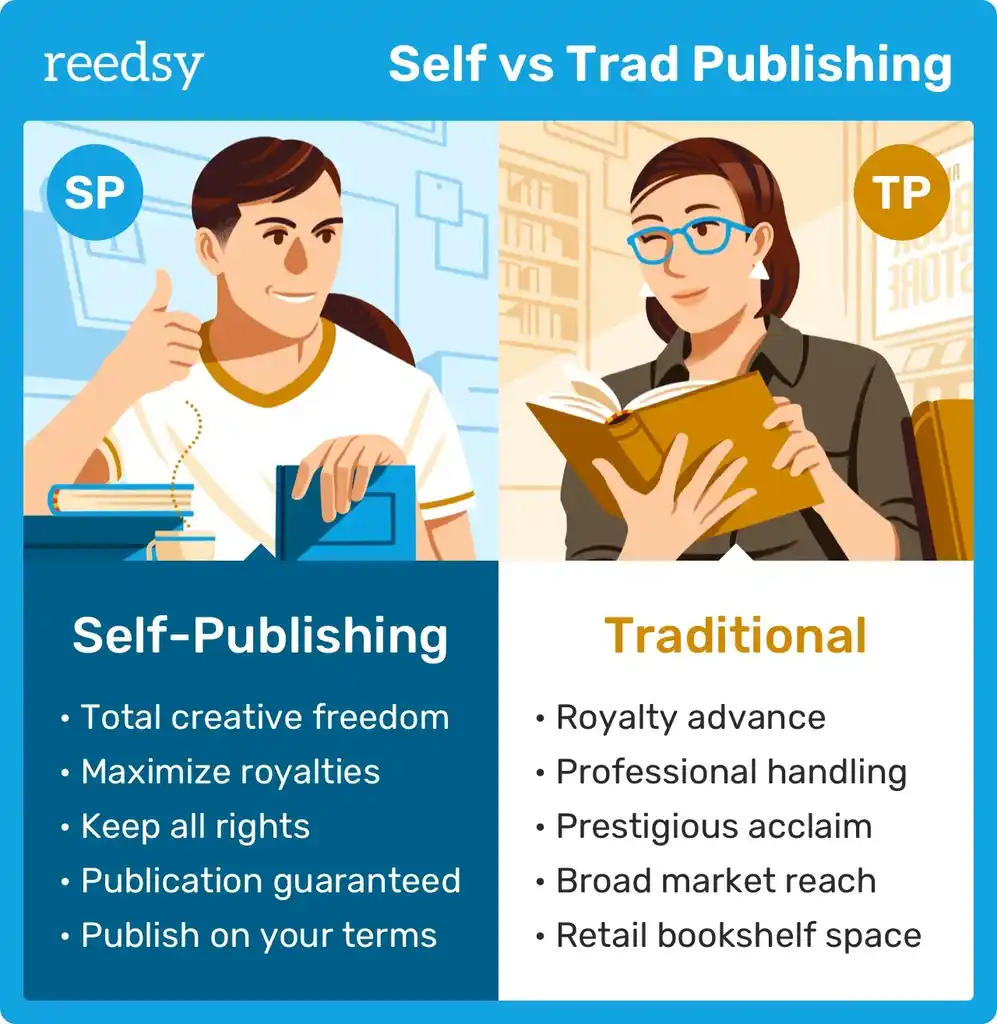 reedsy
Self vs Trad Publishing
SP
TP
STORE
Self-Publishing
• Total creative freedom
• Maximize royalties
• Keep all rights
• Publication guaranteed
• Publish on your terms
Traditional
• Royalty advance
• Professional handling
• Prestigious acclaim
• Broad market reach
• Retail bookshelf space